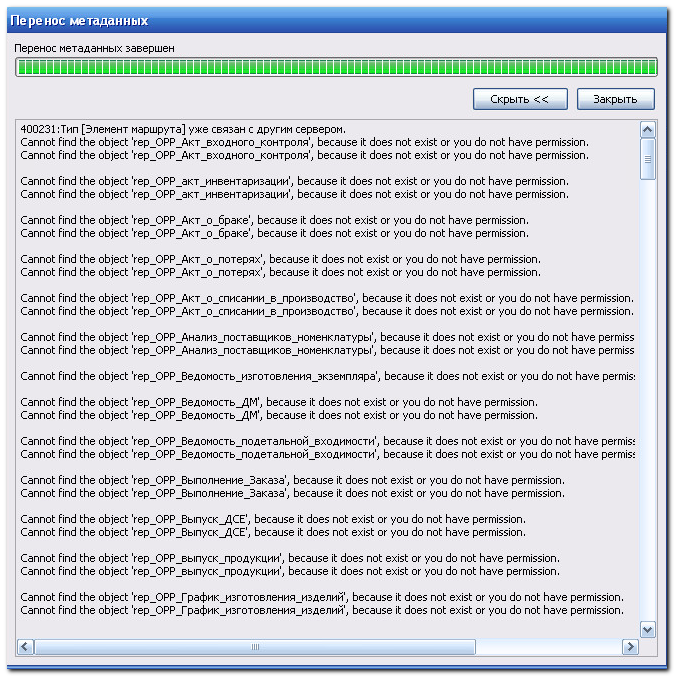 Перенос метаданных
Перенос метаданных завершен
Скрыть << Закрыть
400231:Тип [Элемент маршрута] уже связан с другим сервером.
Cannot find the object 'rep_OPP_Акт_входного_контроля', because it does not exist or you do not have permission.
Cannot find the object 'rep_OPP_Акт_входного_контроля', because it does not exist or you do not have permission.
Cannot find the object 'rep_OPP_акт_инвентаризации', because it does not exist or you do not have permission.
Cannot find the object 'rep_OPP_акт_инвентаризации', because it does not exist or you do not have permission.
Cannot find the object 'rep_OPP_Акт_о_браке', because it does not exist or you do not have permission.
Cannot find the object 'rep_OPP_Акт_о_браке', because it does not exist or you do not have permission.
Cannot find the object 'rep_OPP_Акт_о_потерях', because it does not exist or you do not have permission.
Cannot find the object 'rep_OPP_Акт_о_потерях', because it does not exist or you do not have permission.
Cannot find the object 'rep_OPP_Акт_о_списании_в_производство', because it does not exist or you do not have permission.
Cannot find the object 'rep_OPP_Акт_о_списании_в_производство', because it does not exist or you do not have permission.
Cannot find the object 'rep_OPP_Анализ_поставщиков_номенклатуры', because it does not exist or you do not have permiss
Cannot find the object 'rep_OPP_Анализ_поставщиков_номенклатуры', because it does not exist or you do not have permiss
Cannot find the object 'rep_OPP_Ведомость_изготовления_экземпляра', because it does not exist or you do not have permis
Cannot find the object 'rep_OPP_Ведомость_ДМ', because it does not exist or you do not have permission.
Cannot find the object 'rep_OPP_Ведомость_ДМ', because it does not exist or you do not have permission.
Cannot find the object 'rep_OPP_Ведомость_подетальной_входимости', because it does not exist or you do not have permis
Cannot find the object 'rep_OPP_Ведомость_подетальной_входимости', because it does not exist or you do not have permis
Cannot find the object 'rep_OPP_Выполнение_Заказа', because it does not exist or you do not have permission.
Cannot find the object 'rep_OPP_Выполнение_Заказа', because it does not exist or you do not have permission.
Cannot find the object 'rep_OPP_Выпуск_ДСЕ', because it does not exist or you do not have permission.
Cannot find the object 'rep_OPP_Выпуск_ДСЕ', because it does not exist or you do not have permission.
Cannot find the object 'rep_OPP_выпуск_продукции', because it does not exist or you do not have permission.
Cannot find the object 'rep_OPP_выпуск_продукции', because it does not exist or you do not have permission.
Cannot find the object 'rep_OPP_График_изготовления_изделий', because it does not exist or you do not have permission.
Cannot find the object 'rep_OPP_График_изготовления_изделий', because it does not exist or you do not have permission.